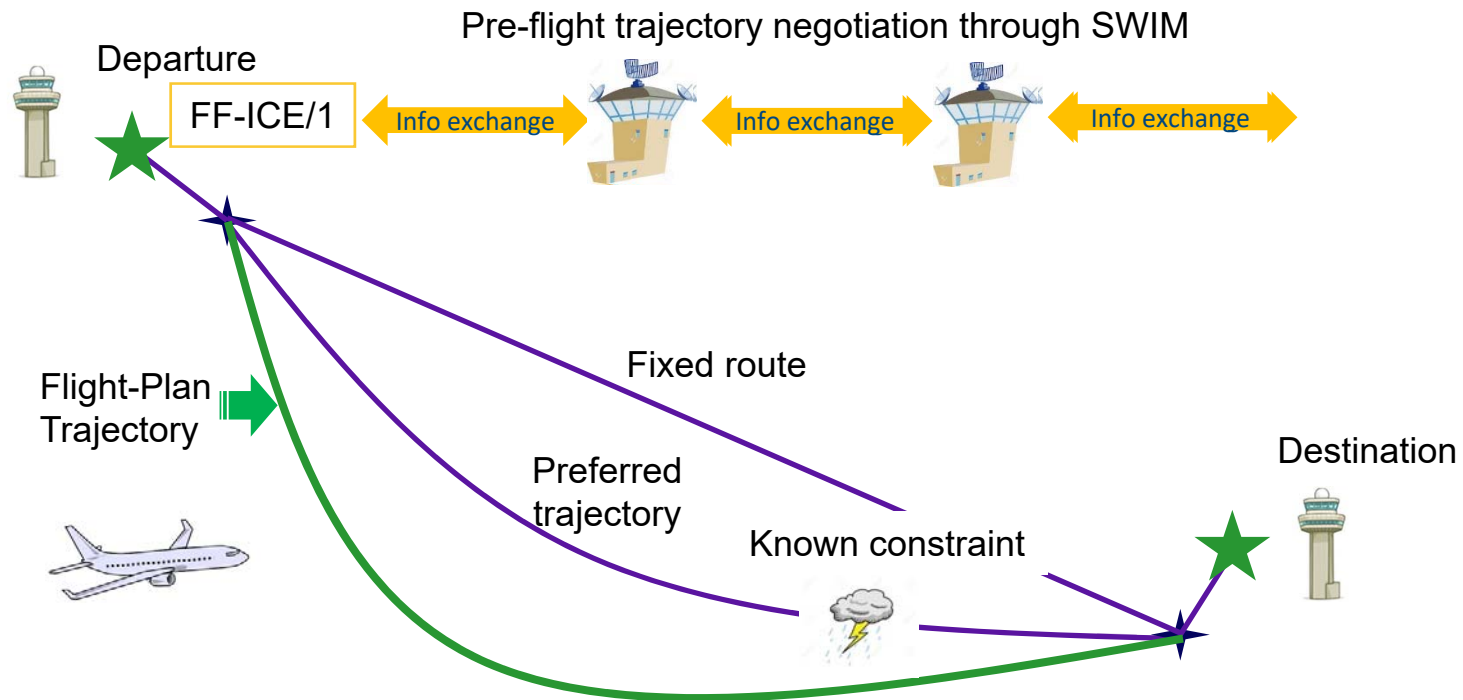 Pre-flight trajectory negotiation through SWIM
Departure
FF-ICE/1
Info exchange
Info exchange
Info exchange
Fixed route
Flight-Plan
Trajectory
Preferred
trajectory
Destination
Known constraint